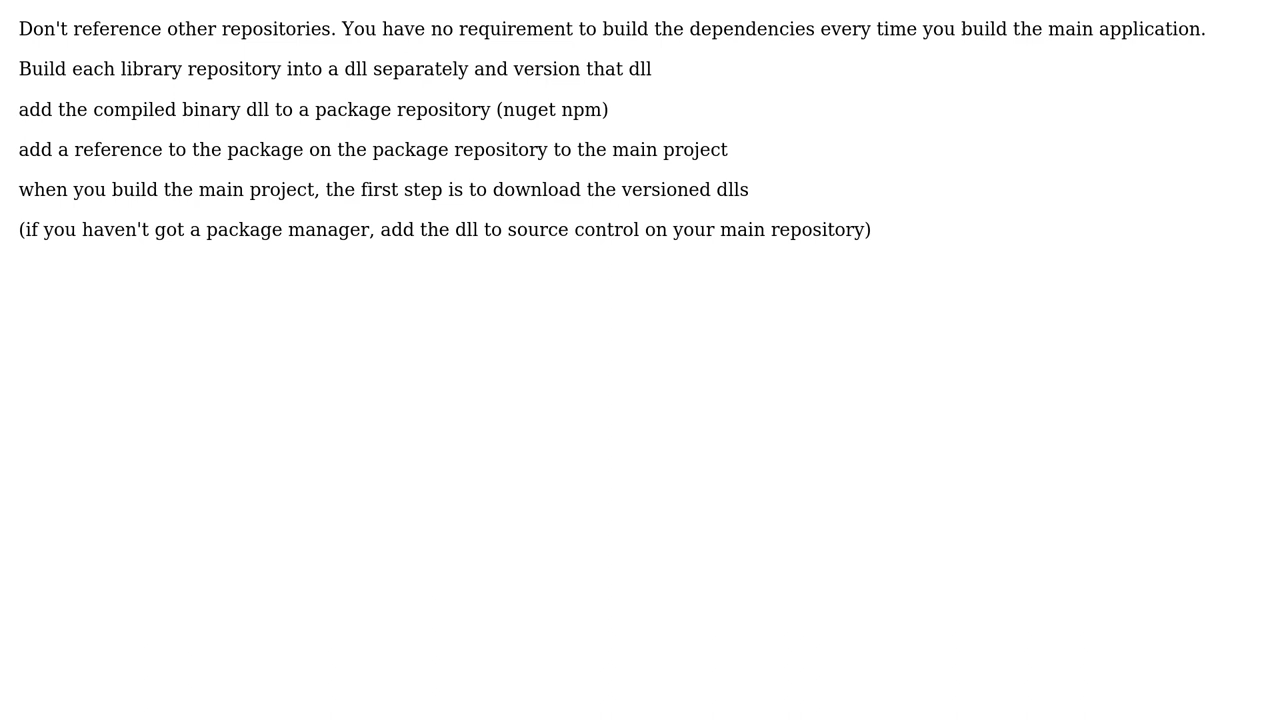 Don't reference other repositories. You have no requirement to build the dependencies every time you build the main application.
Build each library repository into a dll separately and version that dll
add the compiled binary dll to a package repository (nuget npm)
add a reference to the package on the package repository to the main project
when you build the main project, the first step is to download the versioned dlls
(if you haven't got a package manager, add the dll to source control on your main repository)